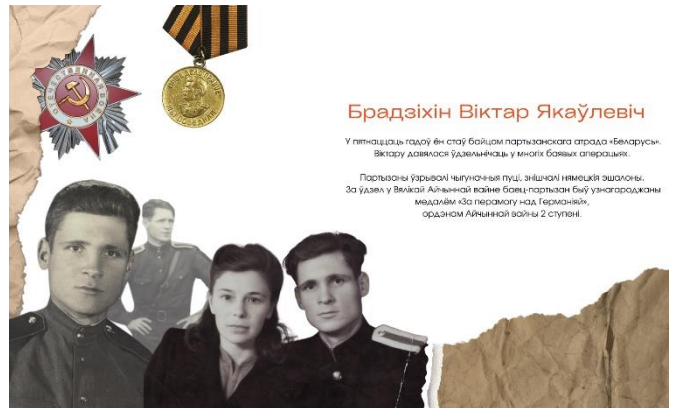 ОТЕЧЕСТВЕННАЯ ВОЙНА
Брадзіхін Віктар Якаўлевіч
У пятнаццаць гадоў ён стаў байцом партызанскага атрада «Беларусь».
Віктару давялося ўдзельнічаць у многіх баявых аперацыях.
Партызаны ўзрывалі чыгуначныя пуці, знішчалі нямецкія эшалоны.
За ўдзел у Вялікай Айчыннай вайне баец-партызан быў узнагароджаны
медалём «За перамогу над Германіяй»,
ордэнам Айчыннай вайны 2 ступені.